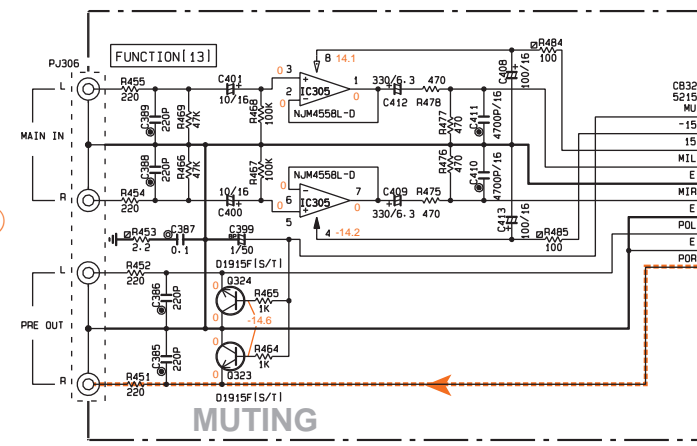 FUNCTION[13]
PJ306
L
MAIN IN
R
L
PRE OUT
R
R455
220
C389
220P
R469
47K
C401
10/16
R468
100K
0 3
2
0
+
-
IC305
NJM4558L-D
8 14.1
1
0
330/6.3
C412
470
R478
C408
100/16
R484
100
R477
470
C411
4700P/16
CB32
5215
MU
-15
15
MIL
E
MIR
E
POL
E
POR
C388
220P
R466
47K
R467
100K
R454
220
10/16
C400
0
6
0
5
NJM4558L-D
IC305
7
0
4 -14.2
C409
330/6.3
R475
470
R476
470
C410
4700P/16
C413
100/16
R485
100
R453
2.2
C387
0.1
C399
BP
1/50
R452
220
C386
220P
D1915F[S/T]
Q324
0
0
R465
1K
-14.6
R464
1K
0
0
Q323
D1915F[S/T]
C385
220P
R451
220
MUTING